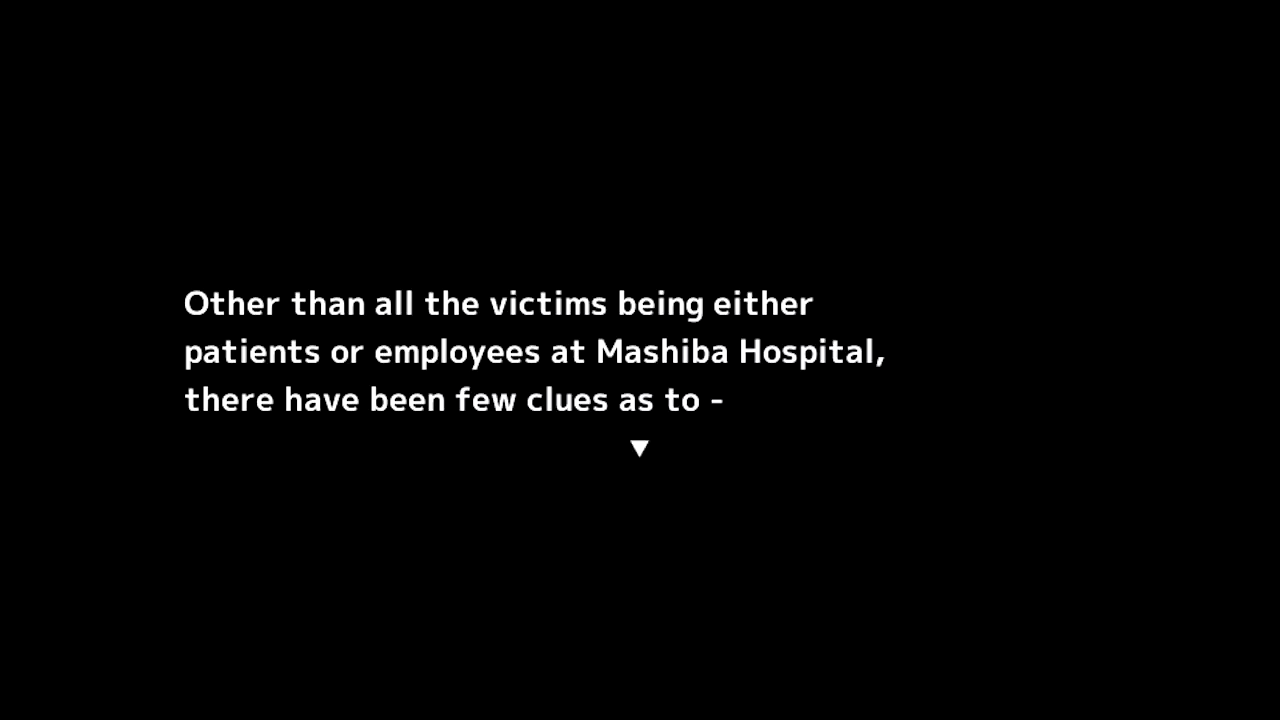 Other than all the victims being either
patients or employees at Mashiba Hospital,
there have been few clues as to -